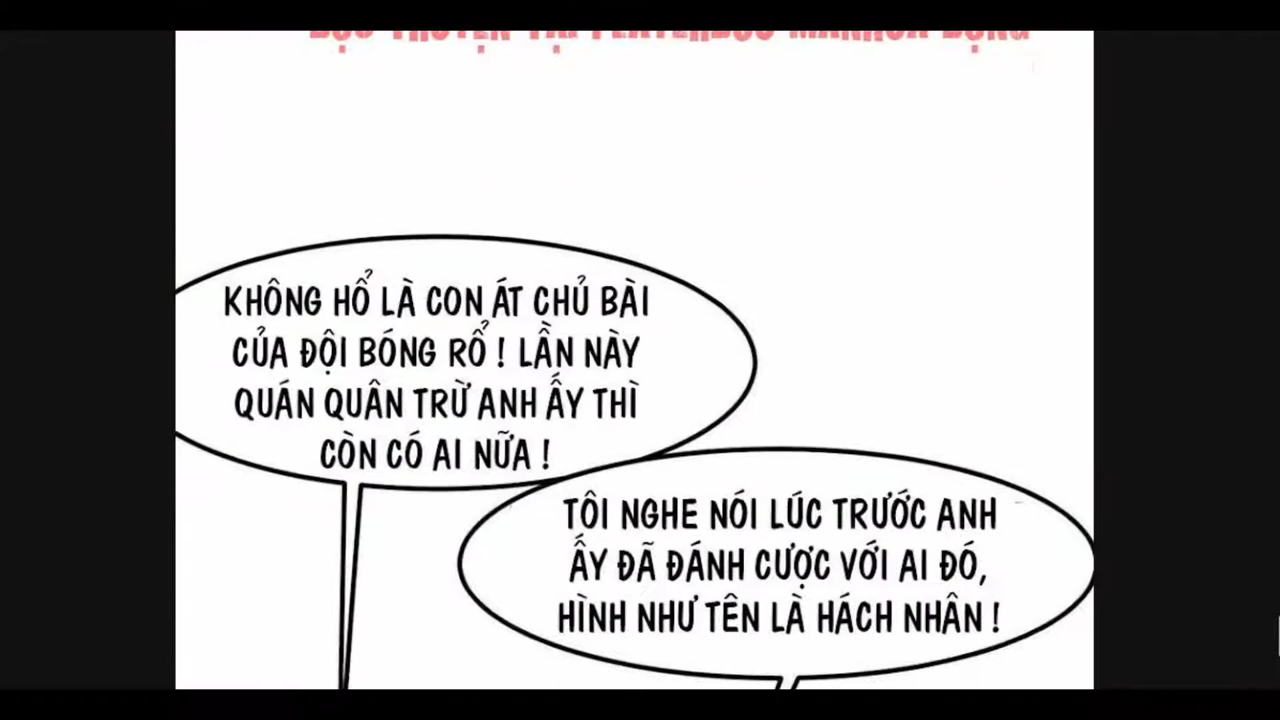 KHÔNG HỔ LÀ CON ÁT CHỦ BÀI
CỦA ĐỘI BÓNG RỔ ! LẦN NÀY
QUÁN QUÂN TRỪ ANH ẤY THÌ
CÒN CÓ AI NỮA !
TÔI NGHE NÓI LÚC TRƯỚC ANH
ẤY ĐÃ ĐÁNH CƯỢC VỚI AI ĐÓ,
HÌNH NHƯ TÊN LÀ HÁCH NHÂN !